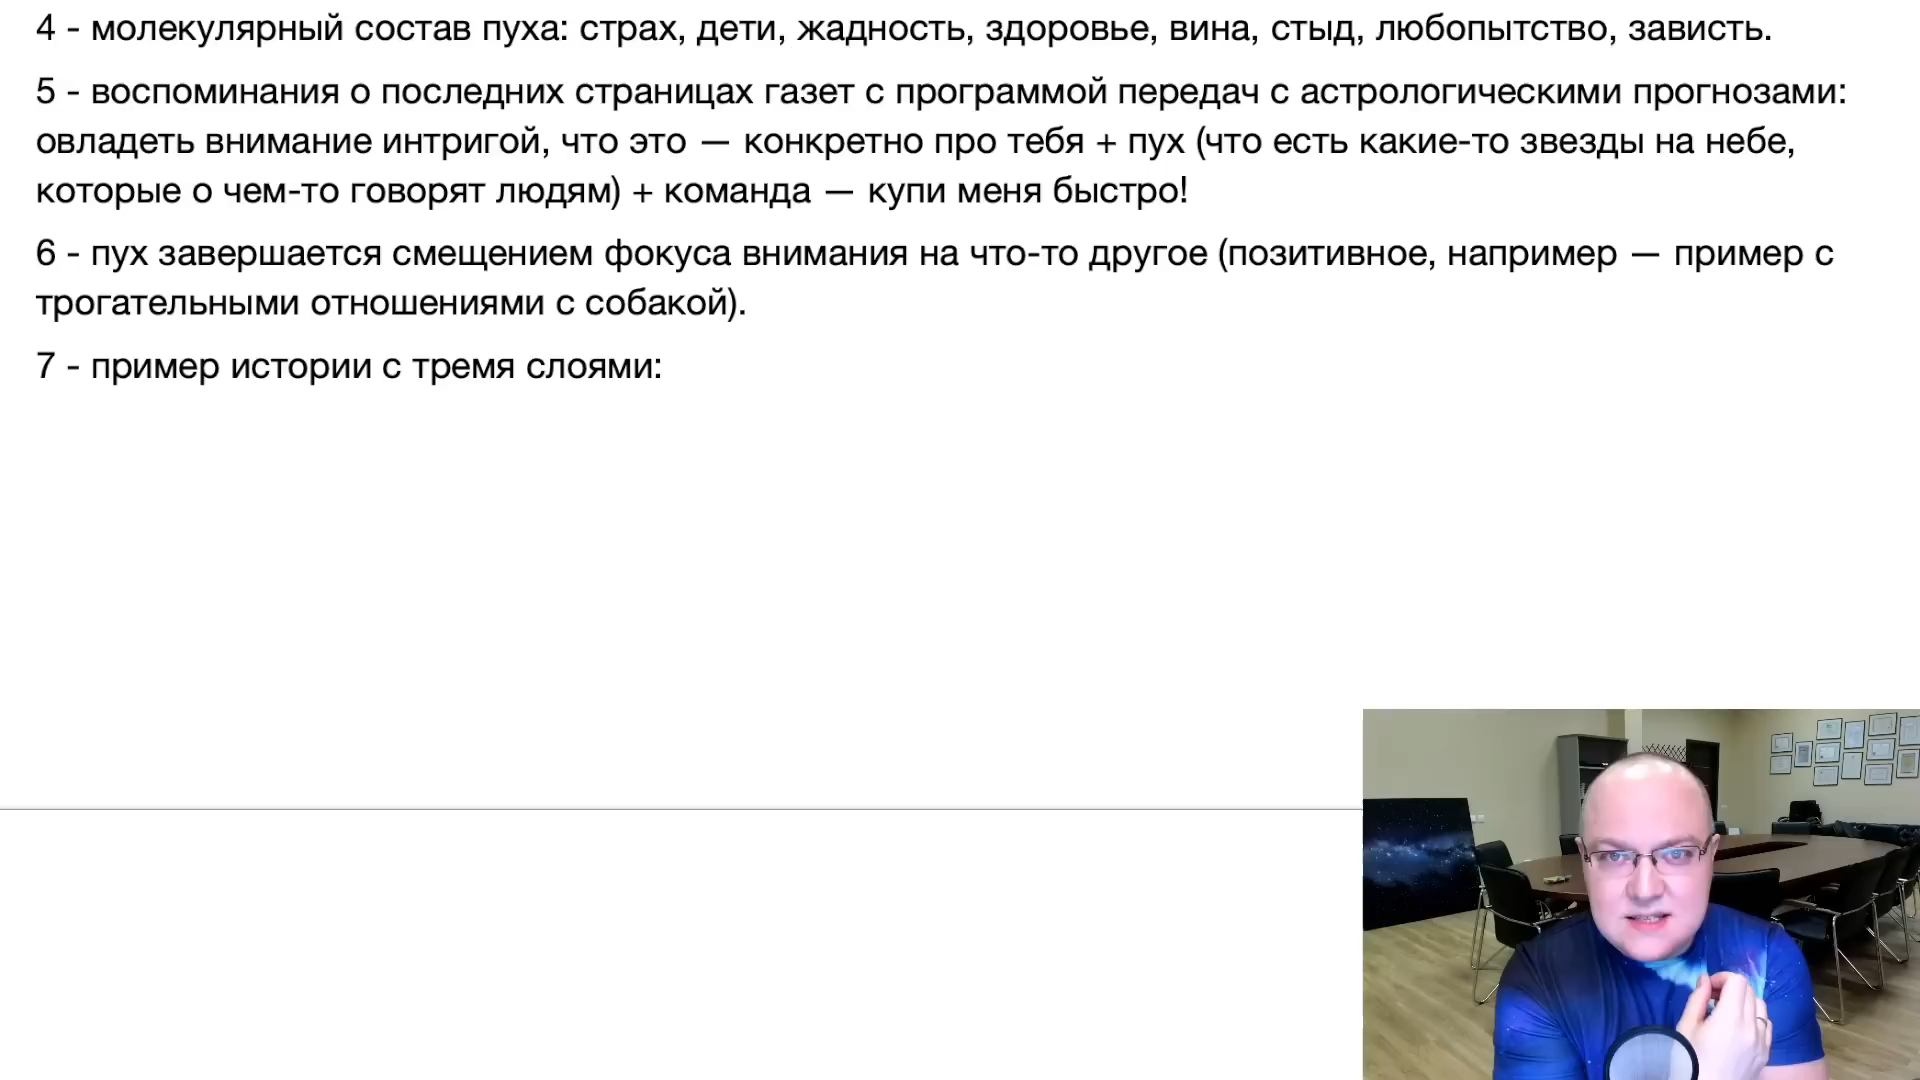 4 - молекулярный состав пуха: страх, дети, жадность, здоровье, вина, стыд, любопытство, зависть.
5 - воспоминания о последних страницах газет с программой передач с астрологическими прогнозами:
овладеть внимание интригой, что это — конкретно про тебя + пух (что есть какие-то звезды на небе,
которые о чем-то говорят людям) + команда — купи меня быстро!
6 - пух завершается смещением фокуса внимания на что-то другое (позитивное, например — пример с
трогательными отношениями с собакой).
7 - пример истории с тремя слоями: